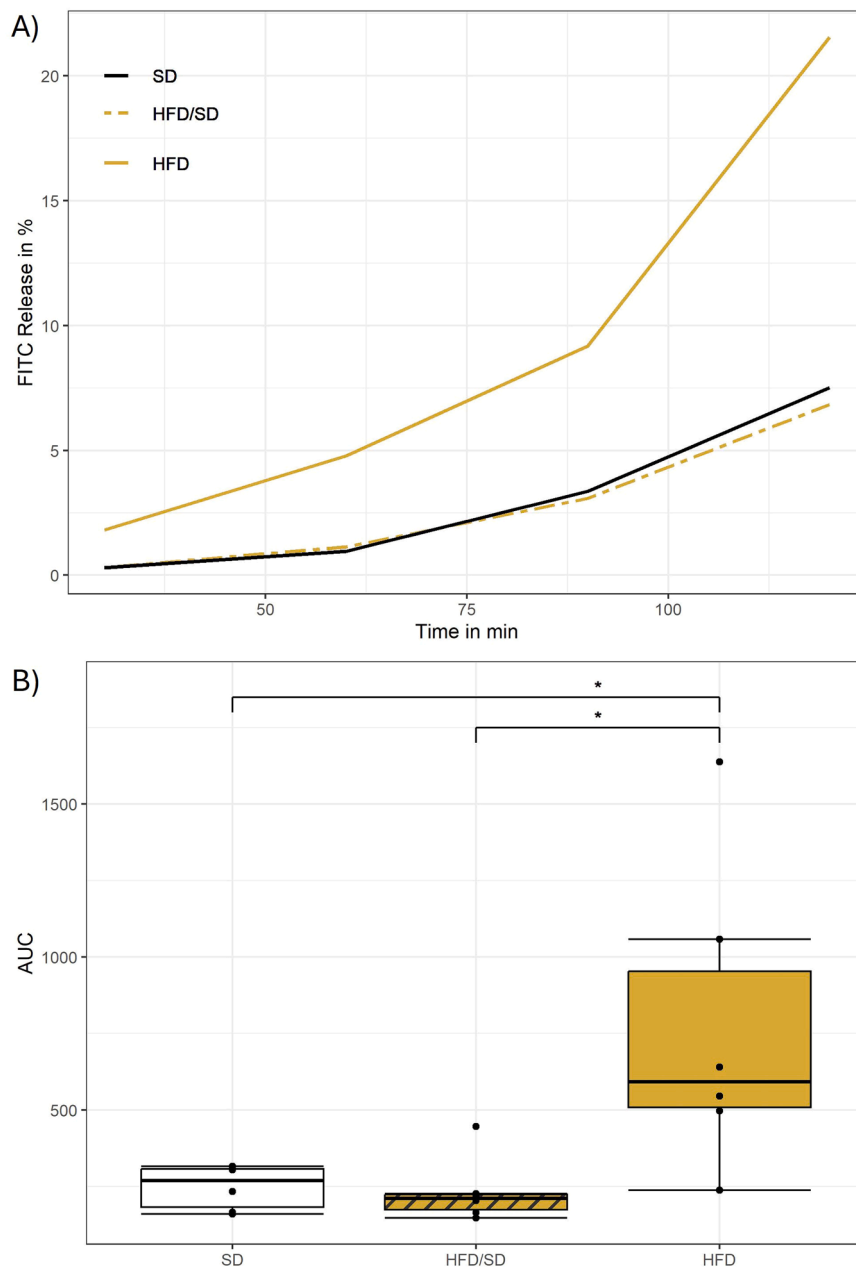 A)
SD
HFD/SD
HFD
20
15
10
5
0
FITC Release in %
50 75 100
Time in min
B)
*
*
1500
1000
500
AUC
SD HFD/SD HFD